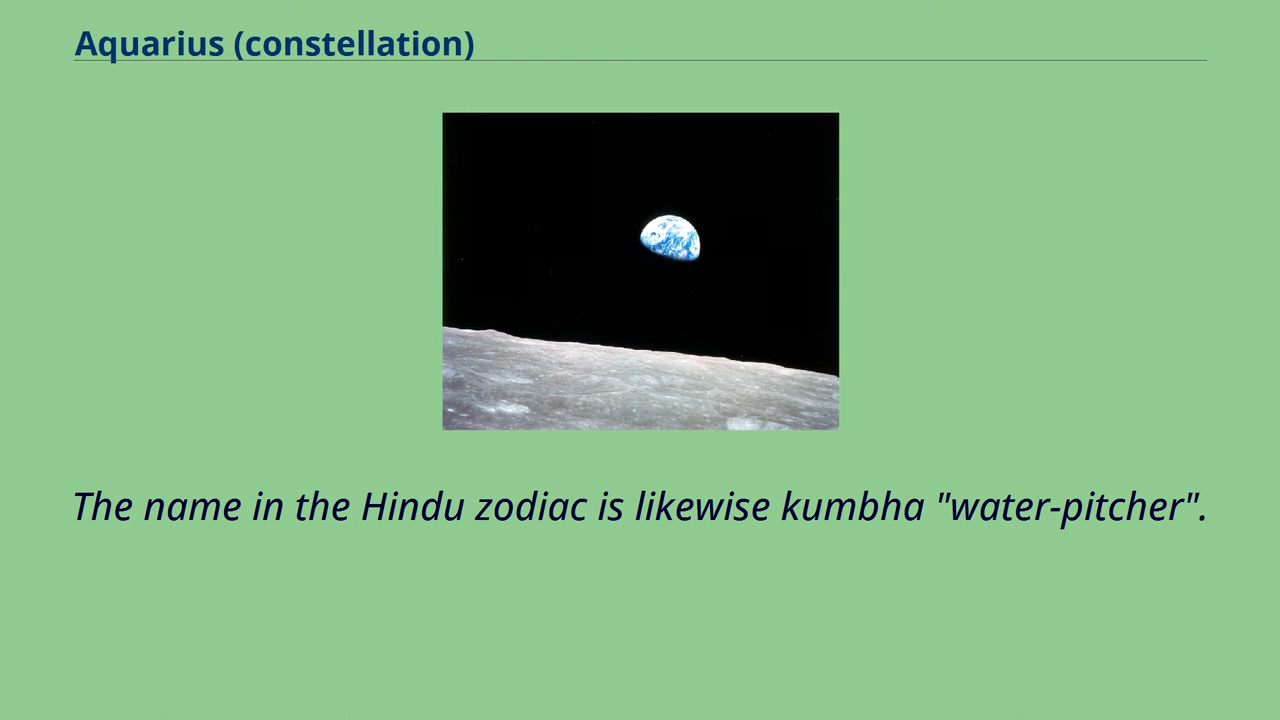 Aquarius (constellation)
The name in the Hindu zodiac is likewise kumbha "water-pitcher".